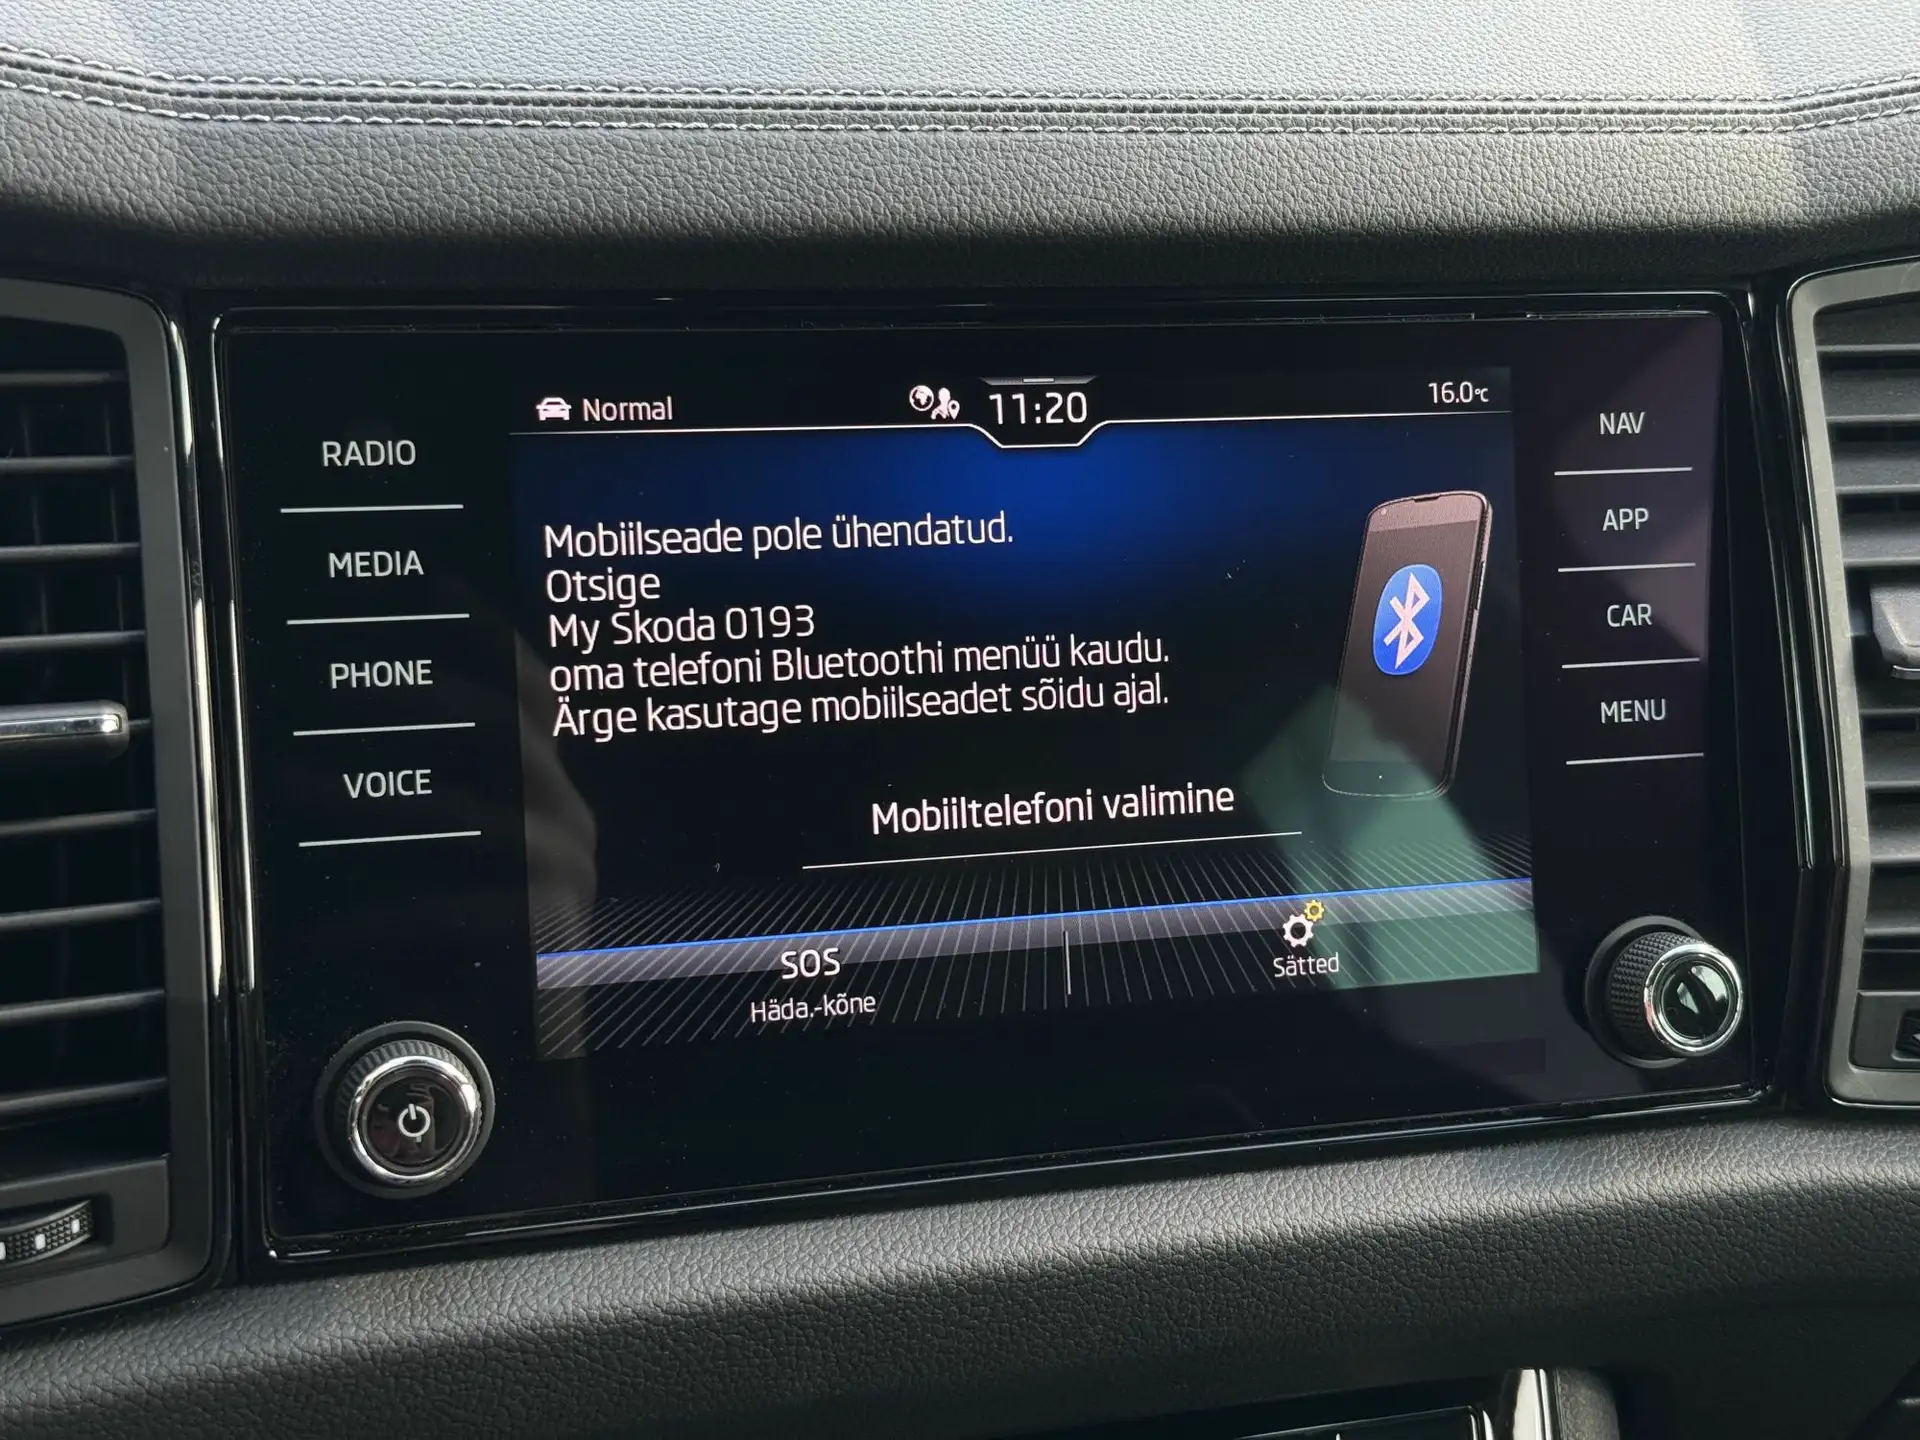 Normal
11:20
16.0°C
RADIO
MEDIA
PHONE
VOICE
Mobiilseade pole ühendatud.
Otsige
My Skoda 0193
oma telefoni Bluetoothi menüü kaudu.
Ärge kasutage mobiilseadet sõidu ajal.
Mobiiltelefoni valimine
SOS
Häda.-kõne
Sätted
NAV
APP
CAR
MENU